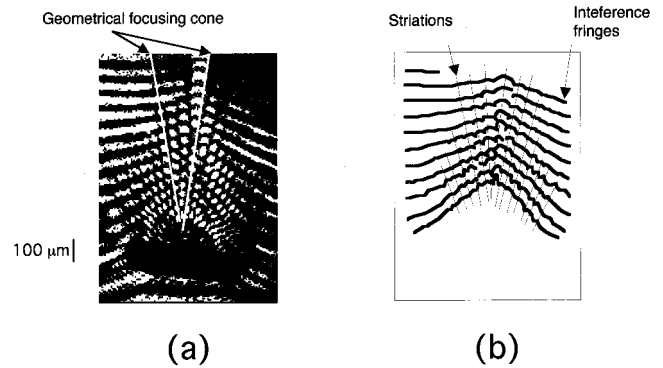 Geometrical focusing cone
Striations
Inteference
fringes
100 μm
(a)
(b)